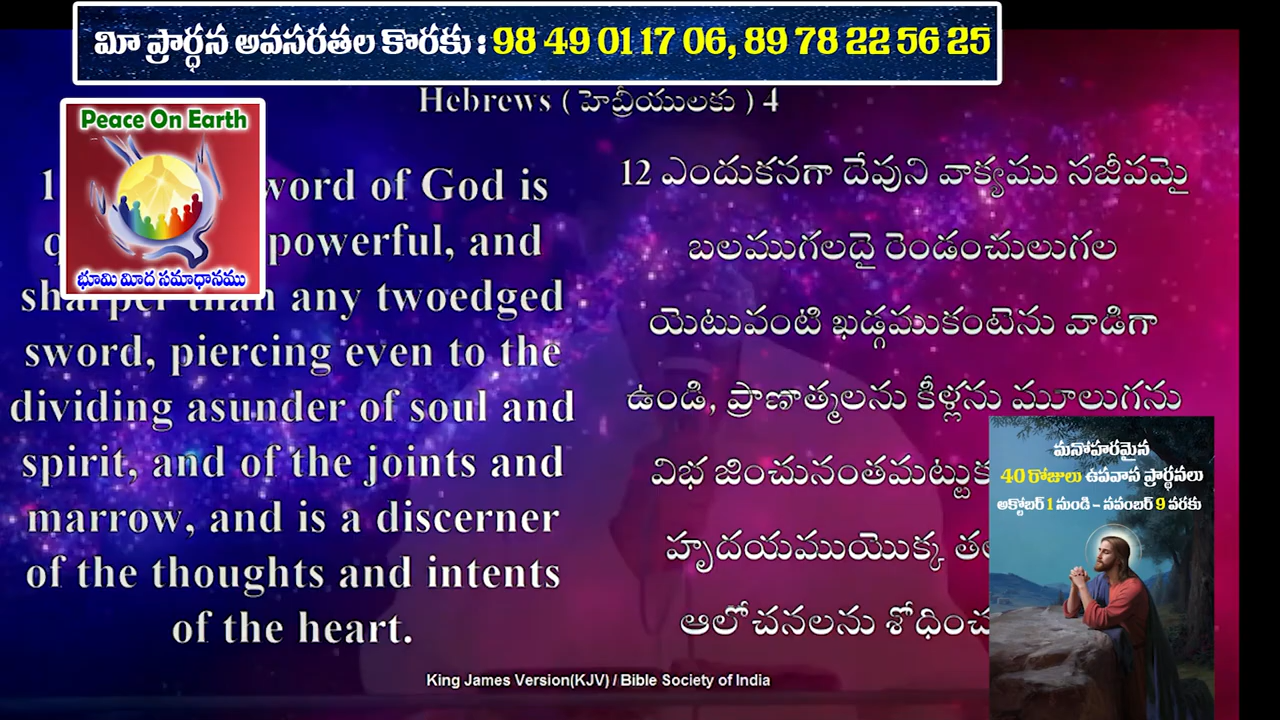 మీ ప్రార్ధన అవసరతల కొరకు : 98 49 01 17 06, 89 78 22 56 25
Hebrews ( హెబ్రీయులకు ) 4
Peace On Earth
భూమి మీద సమాధానము
word of God is
powerful, and
sharper than any twoedged
sword, piercing even to the
dividing asunder of soul and
spirit, and of the joints and
marrow, and is a discerner
of the thoughts and intents
of the heart.
12 ఎందుకనగా దేవుని వాక్యము సజీవమై
బలముగలదై రెండంచులుగల
యెటువంటి ఖడ్గముకంటెను వాడిగా
ఉండి, ప్రాణాత్మలను కీళ్లను మూలుగను
విభ జించునంతమట్టుక
హృదయముయొక్క
ఆలోచనలను
మనోహరమైన
40 రోజులు ఉపవాస ప్రార్థనలు
అక్టోబర్ 1 నుండి – నవంబర్ 9 వరకు
King James Version(KJV) / Bible Society of India